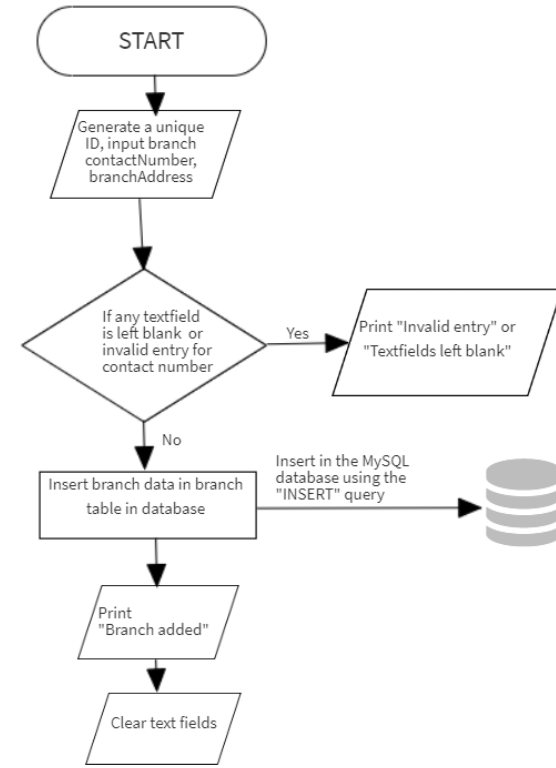 START
Generate a unique
ID, input branch
contactNumber,
branchAddress
If any textfield
is left blank or
invalid entry for
contact number
Yes
Print "Invalid entry" or
"Textfields left blank"
No
Insert branch data in branch
table in database
Insert in the MySQL
database using the
"INSERT" query
Print
"Branch added"
Clear text fields